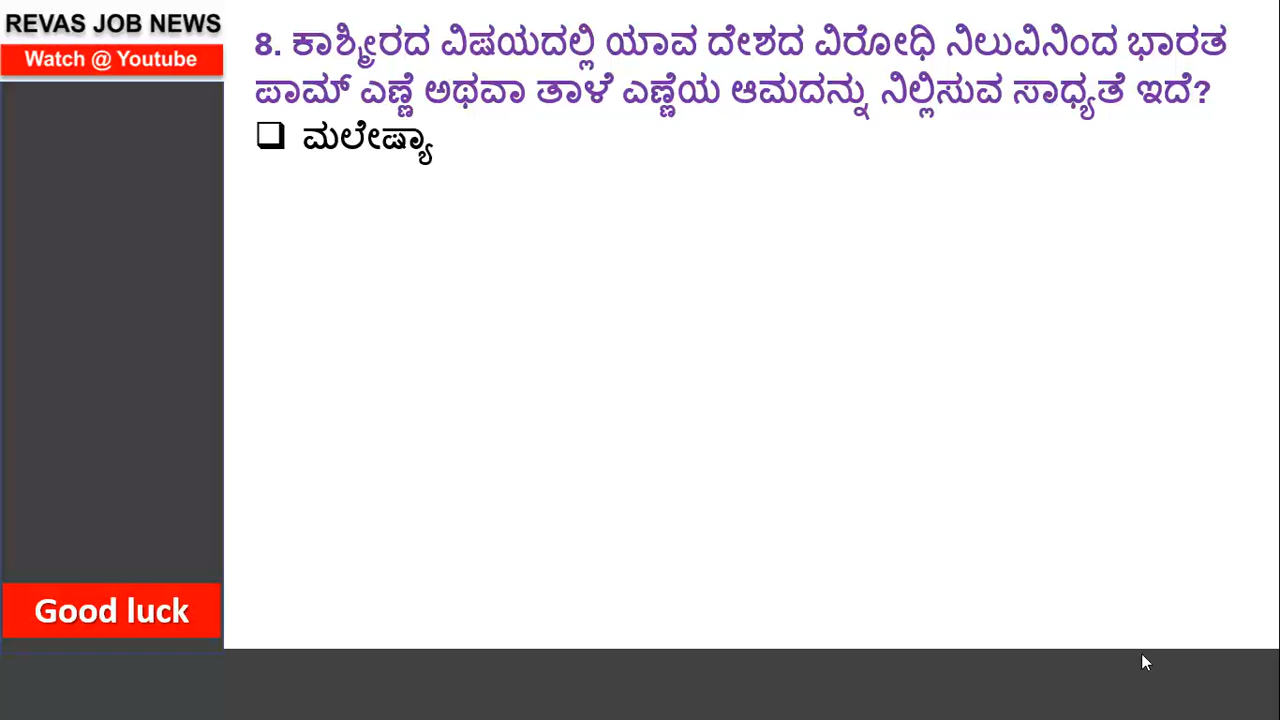 REVAS JOB NEWS
Watch @ Youtube
8. ಕಾಶ್ಮೀರದ ವಿಷಯದಲ್ಲಿ ಯಾವ ದೇಶದ ವಿರೋಧಿ ನಿಲುವಿನಿಂದ ಭಾರತ
ಪಾಮ್ ಎಣ್ಣೆ ಅಥವಾ ತಾಳೆ ಎಣ್ಣೆಯ ಆಮದನ್ನು ನಿಲ್ಲಿಸುವ ಸಾಧ್ಯತೆ ಇದೆ?
❑ ಮಲೇಷ್ಯಾ
Good luck